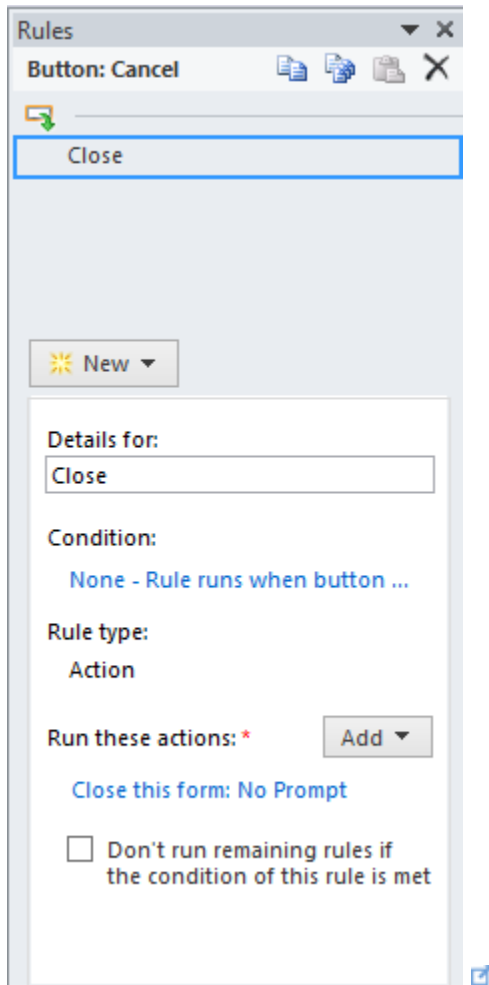 Rules
Button: Cancel
Close
New
Details for:
Close
Condition:
None - Rule runs when button ...
Rule type:
Action
Run these actions: * Add
Close this form: No Prompt
Don't run remaining rules if
the condition of this rule is met